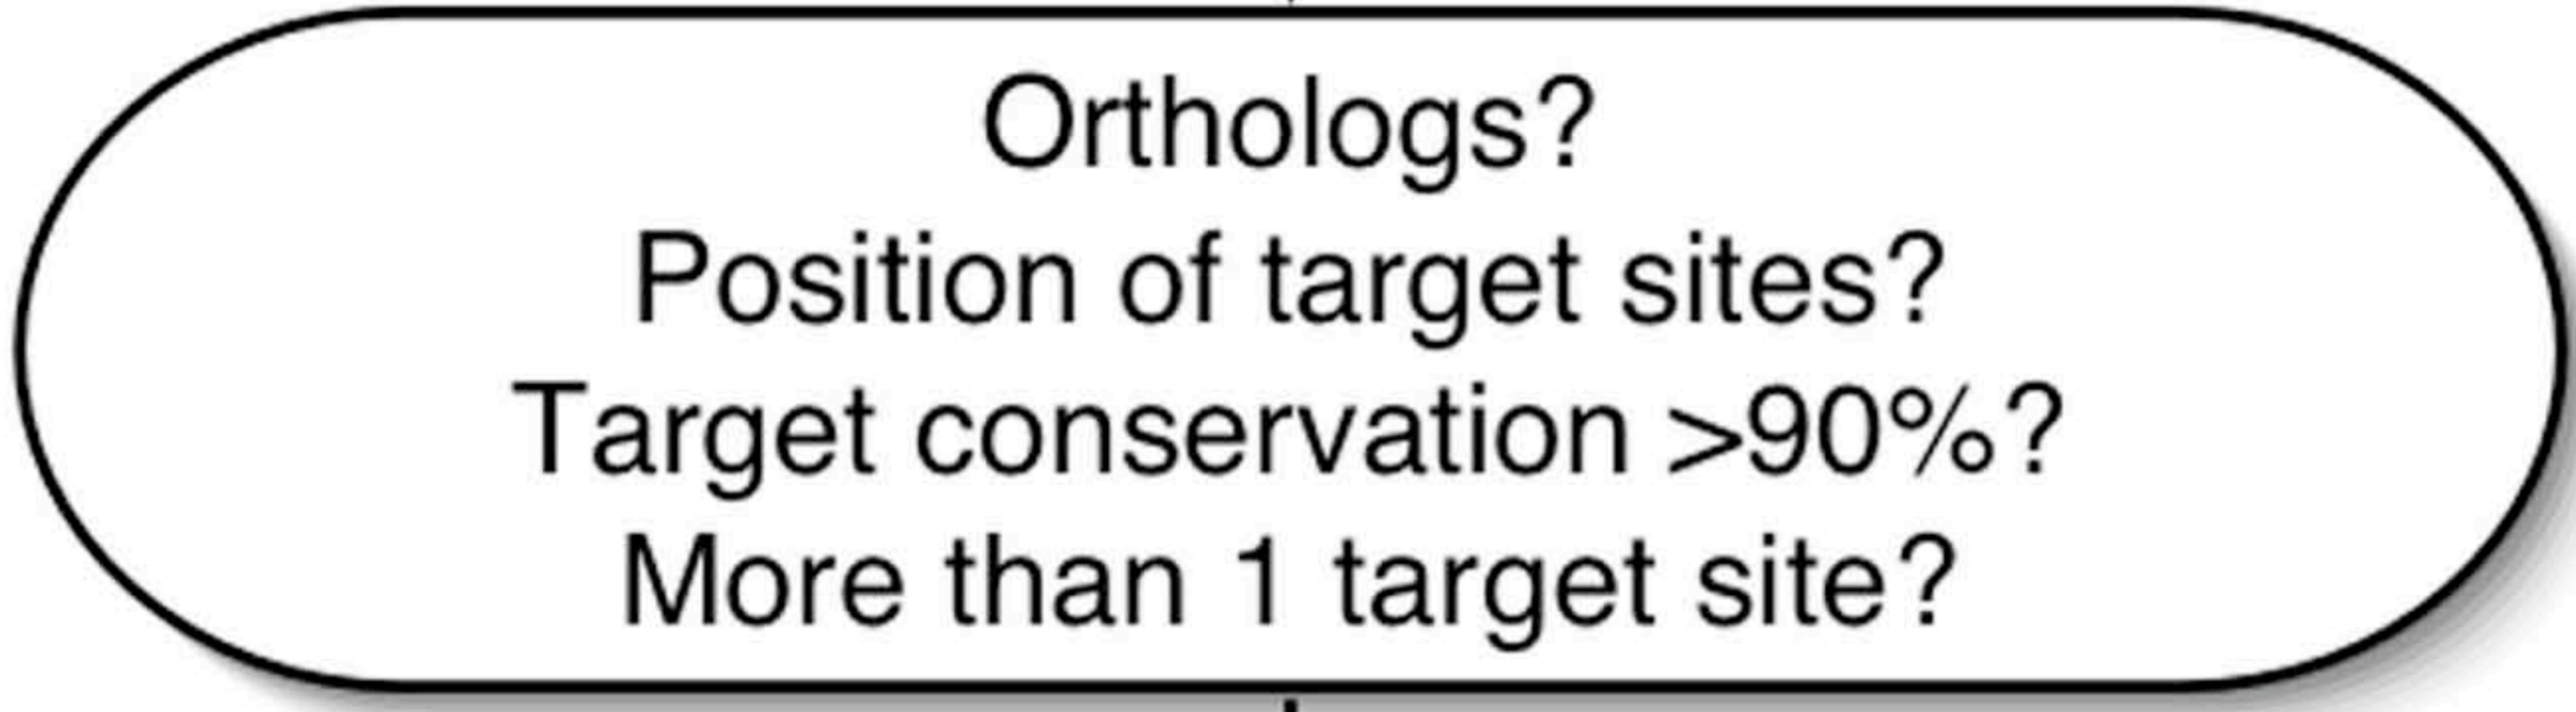 Orthologs?
Position of target sites?
Target conservation >90%?
More than 1 target site?